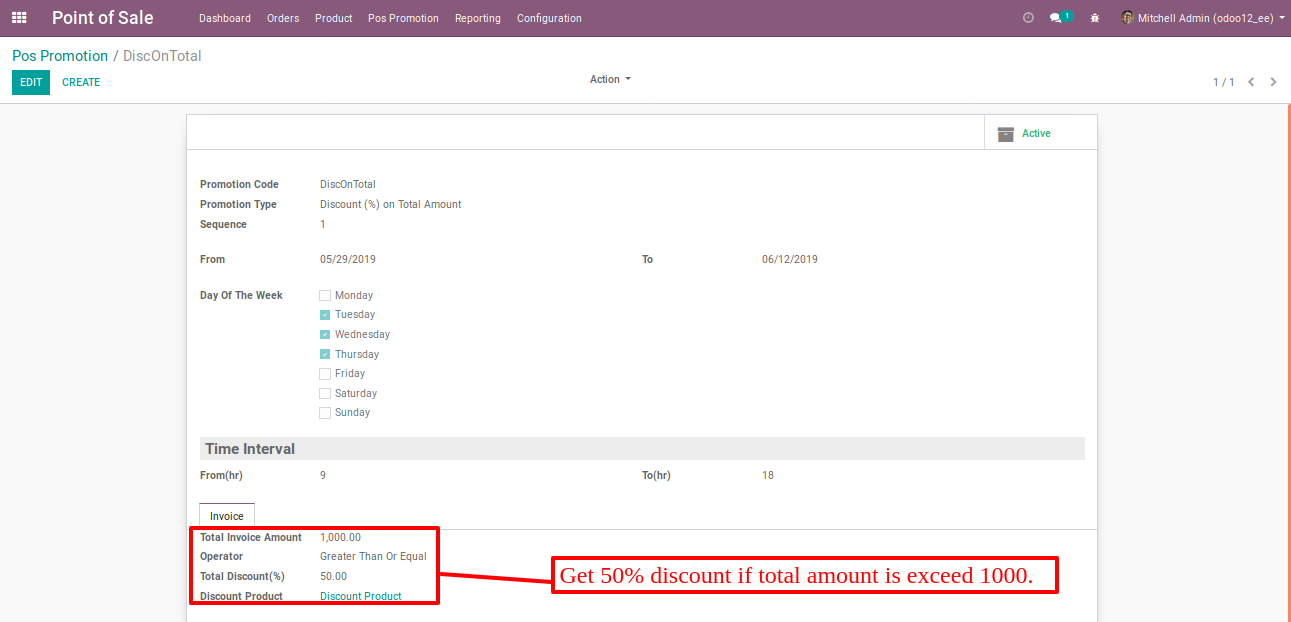 Point of Sale Dashboard Orders Product Pos Promotion Reporting Configuration 1 Mitchell Admin (odoo12_ee)
Pos Promotion / DiscOnTotal
EDIT CREATE Action 1 / 1
Active
Promotion Code DiscOnTotal
Promotion Type Discount (%) on Total Amount
Sequence 1
From 05/29/2019 To 06/12/2019
Day Of The Week Monday
Tuesday
Wednesday
Thursday
Friday
Saturday
Sunday
Time Interval
From(hr) 9 To(hr) 18
Invoice
Total Invoice Amount 1,000.00
Operator Greater Than Or Equal
Total Discount(%) 50.00
Get 50% discount if total amount is exceed 1000.
Discount Product Discount Product